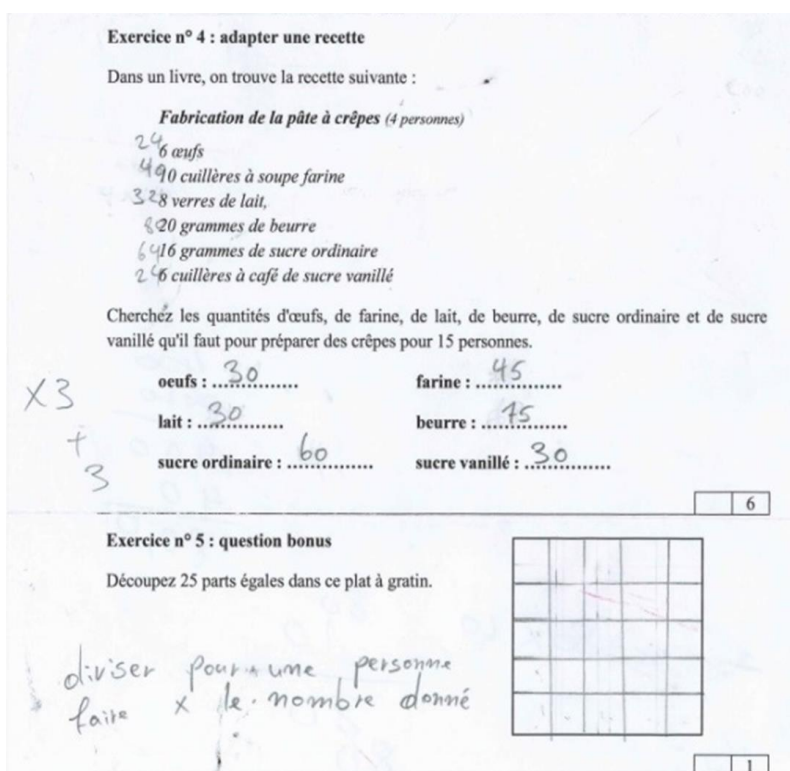 Exercice n° 4 : adapter une recette
Dans un livre, on trouve la recette suivante :
Fabrication de la pâte à crêpes (4 personnes)
24 6 œufs
40 10 cuillères à soupe farine
32 8 verres de lait,
8 20 grammes de beurre
64 16 grammes de sucre ordinaire
24 6 cuillères à café de sucre vanillé
Cherchez les quantités d'œufs, de farine, de lait, de beurre, de sucre ordinaire et de sucre
vanillé qu'il faut pour préparer des crêpes pour 15 personnes.
oeufs : 30 farine : 45
x3
lait : 30 beurre : 75
+
sucre ordinaire : 60 sucre vanillé : 30
3
6
Exercice n° 5 : question bonus
Découpez 25 parts égales dans ce plat à gratin.
diviser pour une personne
faire x le nombre donné
1